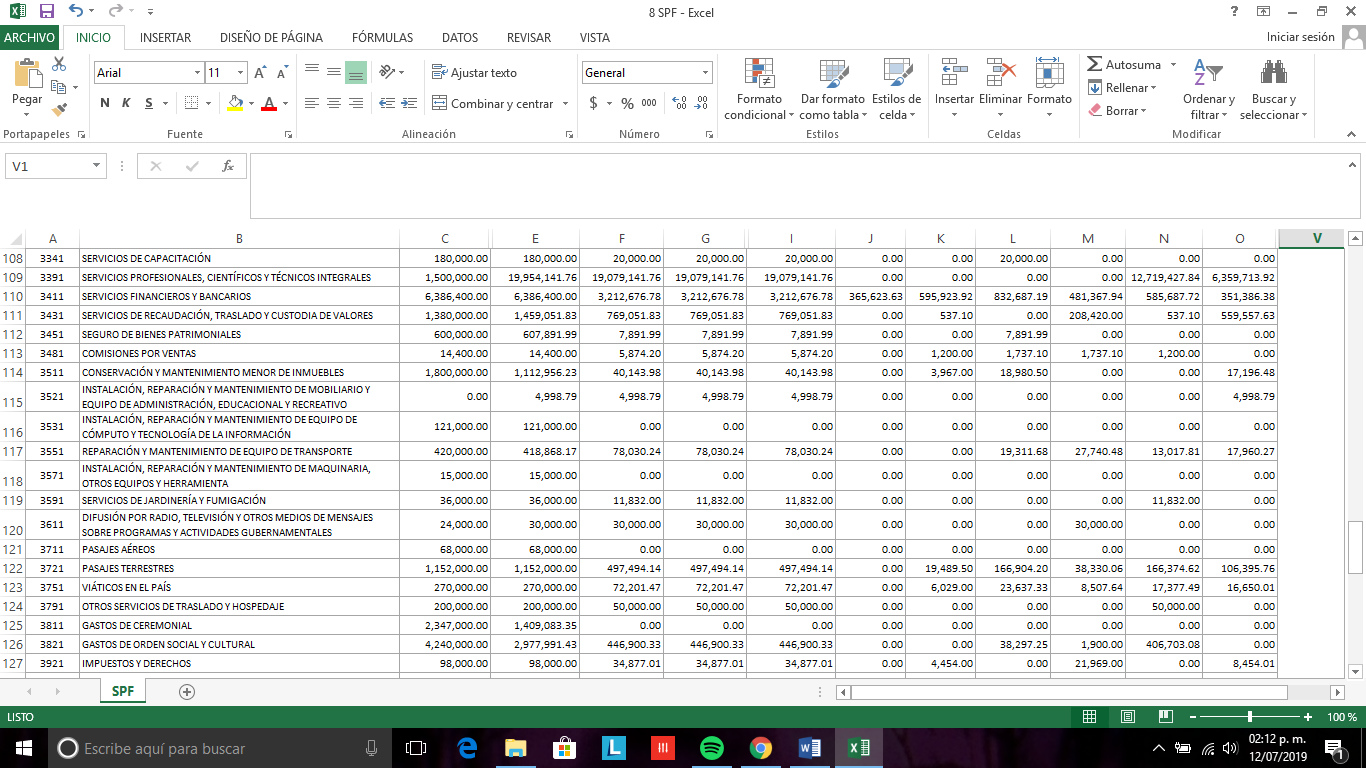 8 SPF - Excel
ARCHIVO INICIO INSERTAR DISEÑO DE PÁGINA FÓRMULAS DATOS REVISAR VISTA Iniciar sesión
Pegar
Arial 11
N K S
Ajustar texto
Combinar y centrar
General
$ % 000
Formato condicional
Dar formato como tabla
Estilos de celda
Insertar Eliminar Formato
Autosuma
Rellenar
Borrar
Ordenar y filtrar
Buscar y seleccionar
Portapapeles Fuente Alineación Número Estilos Celdas Modificar
V1 fx
A B C E F G I J K L M N O V
108 3341 SERVICIOS DE CAPACITACIÓN 180,000.00 180,000.00 20,000.00 20,000.00 20,000.00 0.00 0.00 20,000.00 0.00 0.00 0.00
109 3391 SERVICIOS PROFESIONALES, CIENTÍFICOS Y TÉCNICOS INTEGRALES 1,500,000.00 19,954,141.76 19,079,141.76 19,079,141.76 19,079,141.76 0.00 0.00 0.00 0.00 12,719,427.84 6,359,713.92
110 3411 SERVICIOS FINANCIEROS Y BANCARIOS 6,386,400.00 6,386,400.00 3,212,676.78 3,212,676.78 3,212,676.78 365,623.63 595,923.92 832,687.19 481,367.94 585,687.72 351,386.38
111 3431 SERVICIOS DE RECAUDACIÓN, TRASLADO Y CUSTODIA DE VALORES 1,380,000.00 1,459,051.83 769,051.83 769,051.83 769,051.83 0.00 537.10 0.00 208,420.00 537.10 559,557.63
112 3451 SEGURO DE BIENES PATRIMONIALES 600,000.00 607,891.99 7,891.99 7,891.99 7,891.99 0.00 0.00 7,891.99 0.00 0.00 0.00
113 3481 COMISIONES POR VENTAS 14,400.00 14,400.00 5,874.20 5,874.20 5,874.20 0.00 1,200.00 1,737.10 1,737.10 1,200.00 0.00
114 3511 CONSERVACIÓN Y MANTENIMIENTO MENOR DE INMUEBLES 1,800,000.00 1,112,956.23 40,143.98 40,143.98 40,143.98 0.00 3,967.00 18,980.50 0.00 0.00 17,196.48
115 3521 INSTALACIÓN, REPARACIÓN Y MANTENIMIENTO DE MOBILIARIO Y
EQUIPO DE ADMINISTRACIÓN, EDUCACIONAL Y RECREATIVO 0.00 4,998.79 4,998.79 4,998.79 4,998.79 0.00 0.00 0.00 0.00 0.00 4,998.79
116 3531 INSTALACIÓN, REPARACIÓN Y MANTENIMIENTO DE EQUIPO DE
CÓMPUTO Y TECNOLOGÍA DE LA INFORMACIÓN 121,000.00 121,000.00 0.00 0.00 0.00 0.00 0.00 0.00 0.00 0.00 0.00
117 3551 REPARACIÓN Y MANTENIMIENTO DE EQUIPO DE TRANSPORTE 420,000.00 418,868.17 78,030.24 78,030.24 78,030.24 0.00 0.00 19,311.68 27,740.48 13,017.81 17,960.27
118 3571 INSTALACIÓN, REPARACIÓN Y MANTENIMIENTO DE MAQUINARIA,
OTROS EQUIPOS Y HERRAMIENTA 15,000.00 15,000.00 0.00 0.00 0.00 0.00 0.00 0.00 0.00 0.00 0.00
119 3591 SERVICIOS DE JARDINERÍA Y FUMIGACIÓN 36,000.00 36,000.00 11,832.00 11,832.00 11,832.00 0.00 0.00 0.00 0.00 11,832.00 0.00
120 3611 DIFUSIÓN POR RADIO, TELEVISIÓN Y OTROS MEDIOS DE MENSAJES
SOBRE PROGRAMAS Y ACTIVIDADES GUBERNAMENTALES 24,000.00 30,000.00 30,000.00 30,000.00 30,000.00 0.00 0.00 0.00 30,000.00 0.00 0.00
121 3711 PASAJES AÉREOS 68,000.00 68,000.00 0.00 0.00 0.00 0.00 0.00 0.00 0.00 0.00 0.00
122 3721 PASAJES TERRESTRES 1,152,000.00 1,152,000.00 497,494.14 497,494.14 497,494.14 0.00 19,489.50 166,904.20 38,330.06 166,374.62 106,395.76
123 3751 VIÁTICOS EN EL PAÍS 270,000.00 270,000.00 72,201.47 72,201.47 72,201.47 0.00 6,029.00 23,637.33 8,507.64 17,377.49 16,650.01
124 3791 OTROS SERVICIOS DE TRASLADO Y HOSPEDAJE 200,000.00 200,000.00 50,000.00 50,000.00 50,000.00 0.00 0.00 0.00 0.00 50,000.00 0.00
125 3811 GASTOS DE CEREMONIAL 2,347,000.00 1,409,083.35 0.00 0.00 0.00 0.00 0.00 0.00 0.00 0.00 0.00
126 3821 GASTOS DE ORDEN SOCIAL Y CULTURAL 4,240,000.00 2,977,991.43 446,900.33 446,900.33 446,900.33 0.00 0.00 38,297.25 1,900.00 406,703.08 0.00
127 3921 IMPUESTOS Y DERECHOS 98,000.00 98,000.00 34,877.01 34,877.01 34,877.01 0.00 4,454.00 0.00 21,969.00 0.00 8,454.01
SPF
LISTO 100 %
Escribe aquí para buscar
02:12 p. m.
12/07/2019
1